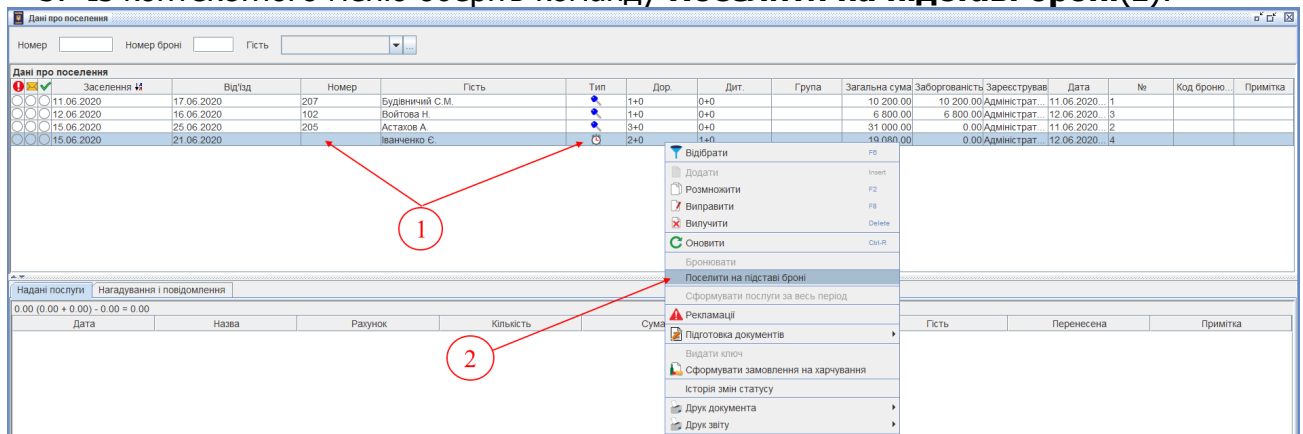 Дані про поселення
Номер Номер броні Гість ...
Дані про поселення
Заселення Від'їзд Номер Гість Тип Дор. Дит. Група Загальна сума Заборгованість Зареєстрував Дата № Код броню... Примітка
11.06.2020 17.06.2020 207 Будівничий С.М. 1+0 0+0 10 200.00 10 200.00 Адміністрат... 11.06.2020... 1
12.06.2020 16.06.2020 102 Войтова Н. 1+0 0+0 6 800.00 6 800.00 Адміністрат... 12.06.2020... 3
15.06.2020 25.06.2020 205 Астахов А. 3+0 0+0 31 000.00 0.00 Адміністрат... 11.06.2020... 2
15.06.2020 21.06.2020 Іванченко Є. 2+0 1+0 19 080.00 0.00 Адміністрат... 12.06.2020... 4
Відібрати F6
Додати Insert
Розмножити F2
1 Виправити F8
Вилучити Delete
Оновити Ctrl-R
Бронювати
Поселити на підставі броні
Надані послуги Нагадування і повідомлення
Сформувати послуги за весь період
0.00 (0.00 + 0.00) - 0.00 = 0.00
Рекламації
Дата Назва Рахунок Кількість Сума Гість Перенесена Примітка
Підготовка документів
2 Видати ключ
Сформувати замовлення на харчування
Історія змін статусу
Друк документа
Друк звіту